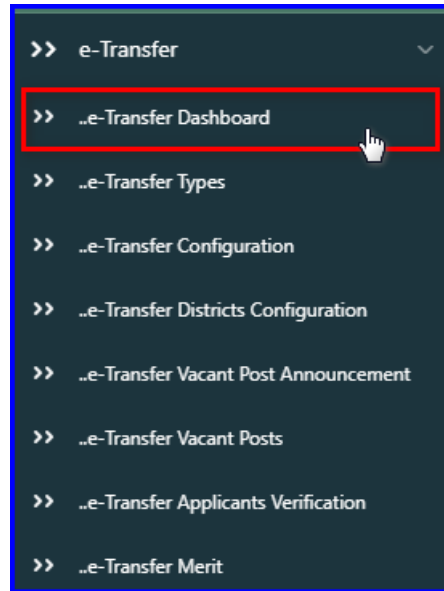 >> e-Transfer
>> ..e-Transfer Dashboard
>> ..e-Transfer Types
>> ..e-Transfer Configuration
>> ..e-Transfer Districts Configuration
>> ..e-Transfer Vacant Post Announcement
>> ..e-Transfer Vacant Posts
>> ..e-Transfer Applicants Verification
>> ..e-Transfer Merit